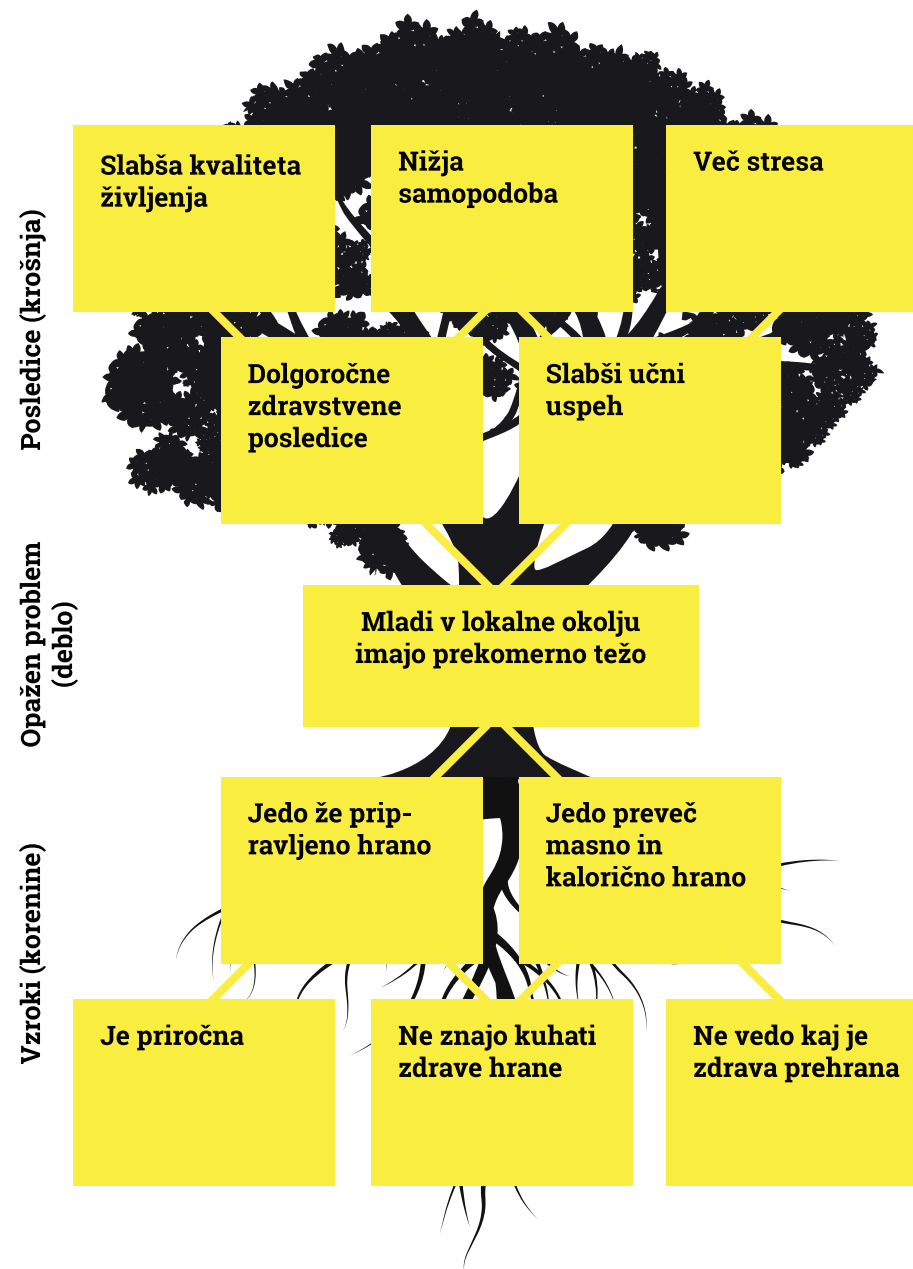 Posledice (krošnja)
Slabša kvaliteta
življenja
Nižja
samopodoba
Več stresa
Dolgoročne
zdravstvene
posledice
Slabši učni
uspeh
Opažen problem
(deblo)
Mladi v lokalne okolju
imajo prekomerno težo
Vzroki (korenine)
Jedo že prip-
ravljeno hrano
Jedo preveč
masno in
kalorično hrano
Je priročna
Ne znajo kuhati
zdrave hrane
Ne vedo kaj je
zdrava prehrana